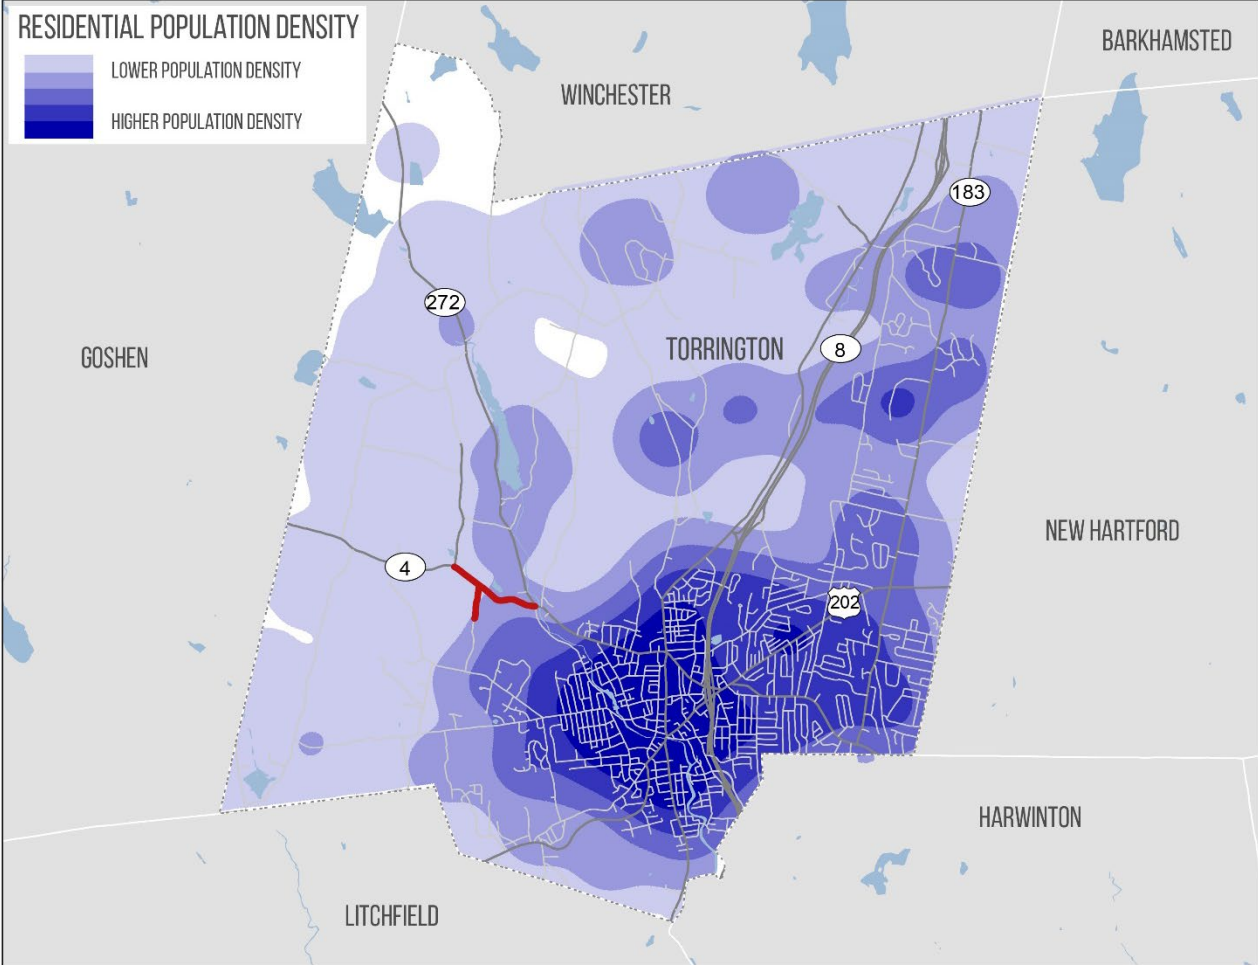 RESIDENTIAL POPULATION DENSITY
LOWER POPULATION DENSITY
HIGHER POPULATION DENSITY
BARKHAMSTED
WINCHESTER
183
272
TORRINGTON
8
GOSHEN
NEW HARTFORD
4
202
HARWINTON
LITCHFIELD